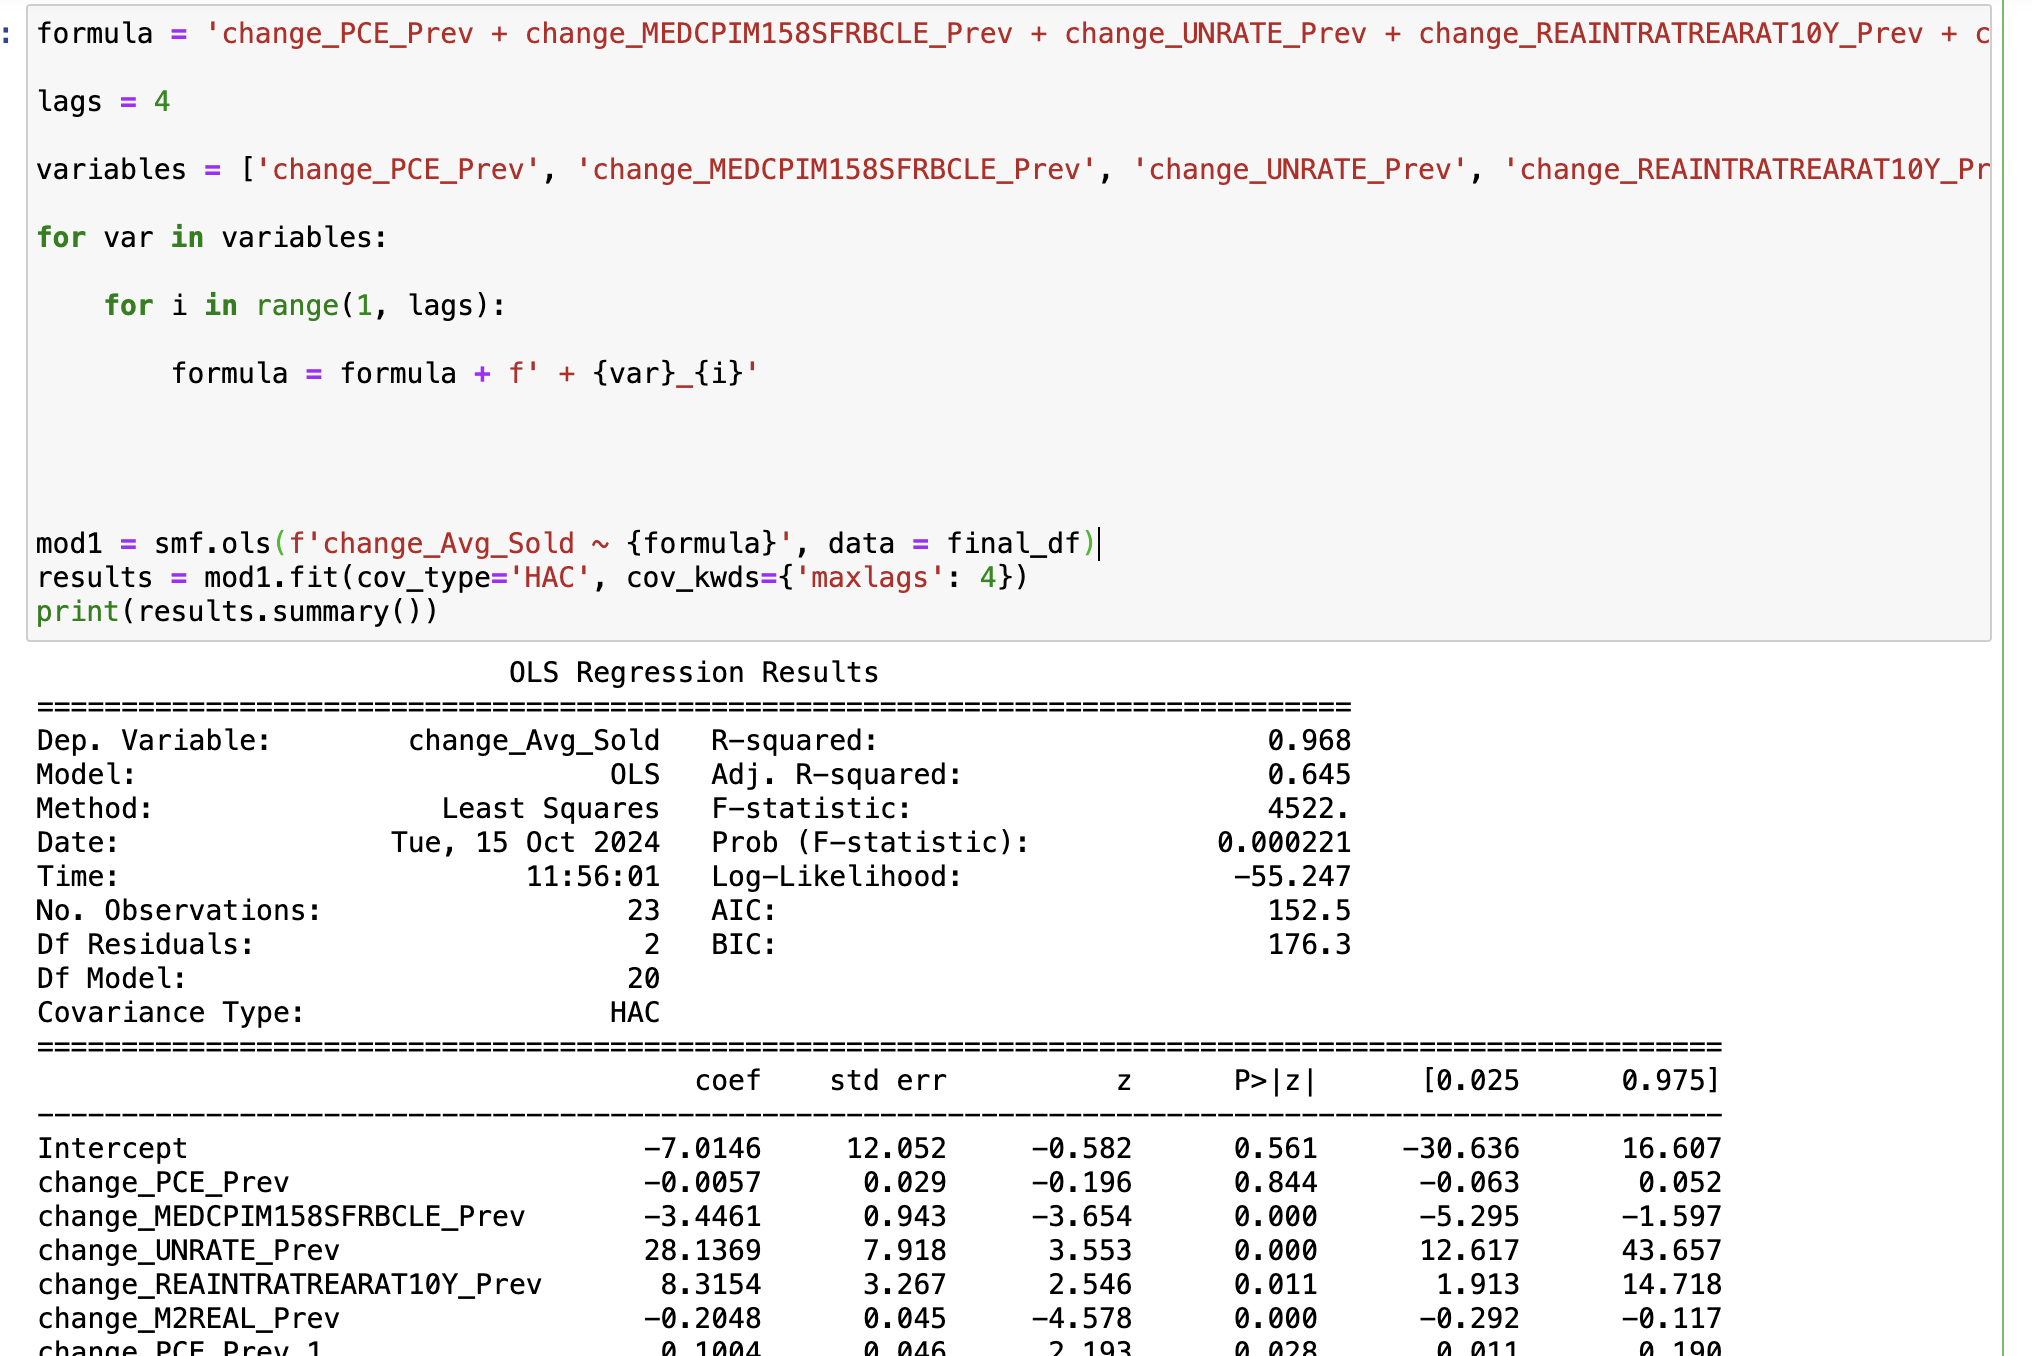 : formula = 'change_PCE_Prev + change_MEDCPIM158SFRBCLE_Prev + change_UNRATE_Prev + change_REAINTRATREARAT10Y_Prev + c
lags = 4
variables = ['change_PCE_Prev', 'change_MEDCPIM158SFRBCLE_Prev', 'change_UNRATE_Prev', 'change_REAINTRATREARAT10Y_Pr
for var in variables:
for i in range(1, lags):
formula = formula + f' + {var}_{i}'
mod1 = smf.ols(f'change_Avg_Sold ~ {formula}', data = final_df)
results = mod1.fit(cov_type='HAC', cov_kwds={'maxlags': 4})
print(results.summary())
OLS Regression Results
==============================================================================
Dep. Variable: change_Avg_Sold R-squared: 0.968
Model: OLS Adj. R-squared: 0.645
Method: Least Squares F-statistic: 4522.
Date: Tue, 15 Oct 2024 Prob (F-statistic): 0.000221
Time: 11:56:01 Log-Likelihood: -55.247
No. Observations: 23 AIC: 152.5
Df Residuals: 2 BIC: 176.3
Df Model: 20
Covariance Type: HAC
====================================================================================================
coef std err z P>|z| [0.025 0.975]
----------------------------------------------------------------------------------------------------
Intercept -7.0146 12.052 -0.582 0.561 -30.636 16.607
change_PCE_Prev -0.0057 0.029 -0.196 0.844 -0.063 0.052
change_MEDCPIM158SFRBCLE_Prev -3.4461 0.943 -3.654 0.000 -5.295 -1.597
change_UNRATE_Prev 28.1369 7.918 3.553 0.000 12.617 43.657
change_REAINTRATREARAT10Y_Prev 8.3154 3.267 2.546 0.011 1.913 14.718
change_M2REAL_Prev -0.2048 0.045 -4.578 0.000 -0.292 -0.117
change_PCE_Prev_1 0.1004 0.046 2.193 0.028 0.011 0.190